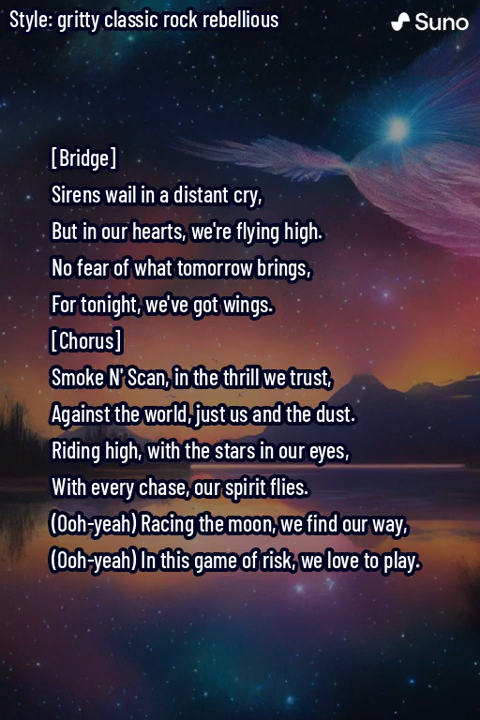 Style: gritty classic rock rebellious
Suno
[Bridge]
Sirens wail in a distant cry,
But in our hearts, we're flying high.
No fear of what tomorrow brings,
For tonight, we've got wings.
[Chorus]
Smoke N' Scan, in the thrill we trust,
Against the world, just us and the dust.
Riding high, with the stars in our eyes,
With every chase, our spirit flies.
(Ooh-yeah) Racing the moon, we find our way,
(Ooh-yeah) In this game of risk, we love to play.